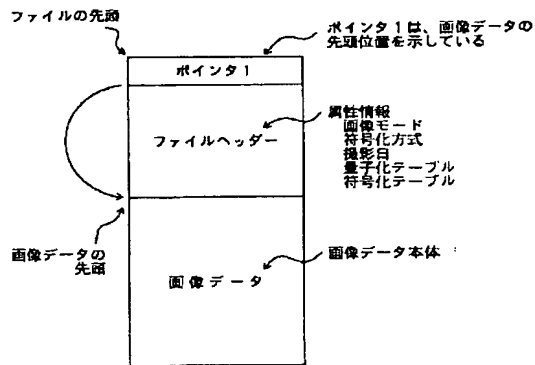 ファイルの先頭
ポインタ1は、画像データの
先頭位置を示している
ポインタ1
ファイルヘッダー
属性情報
画像モード
符号化方式
撮影日
量子化テーブル
符号化テーブル
画像データの
先頭
画像データ
画像データ本体